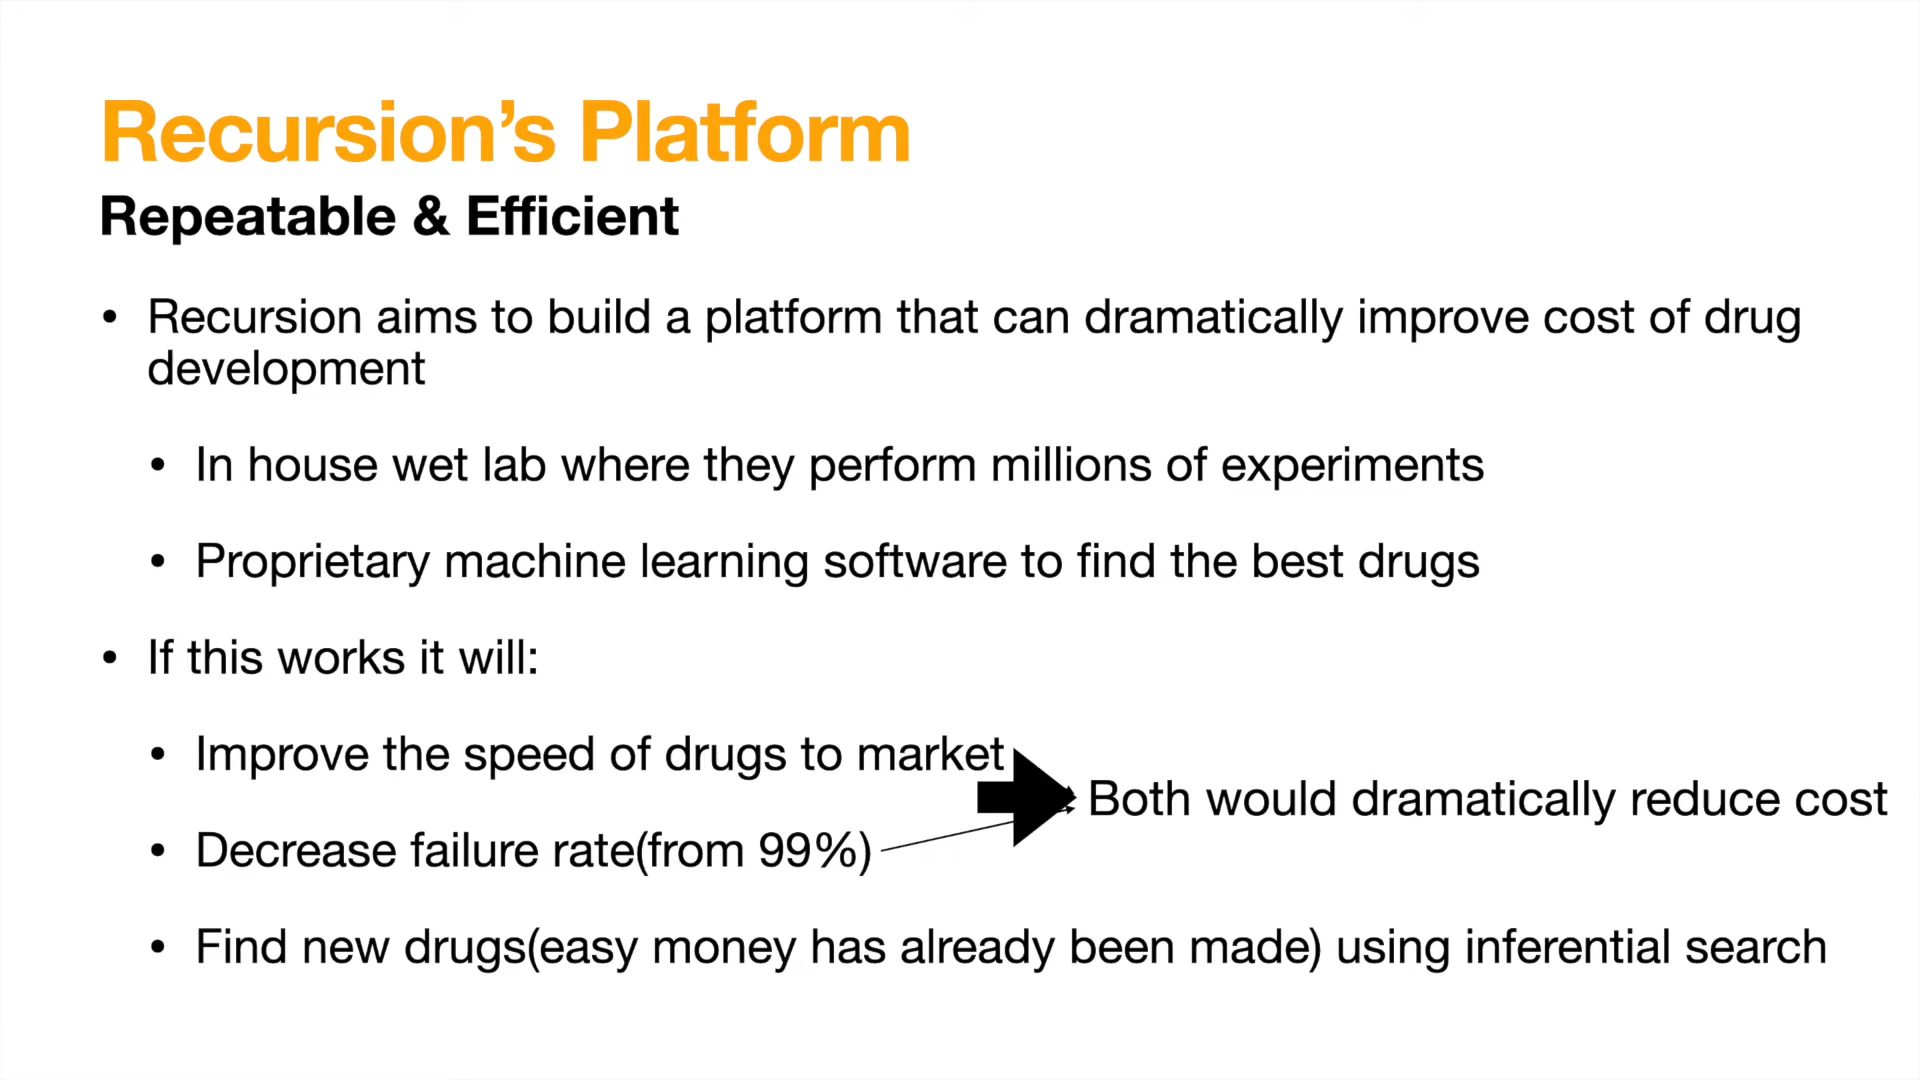 Recursion’s Platform
Repeatable & Efficient
• Recursion aims to build a platform that can dramatically improve cost of drug
development
• In house wet lab where they perform millions of experiments
• Proprietary machine learning software to find the best drugs
• If this works it will:
• Improve the speed of drugs to market
Both would dramatically reduce cost
• Decrease failure rate(from 99%)
• Find new drugs(easy money has already been made) using inferential search